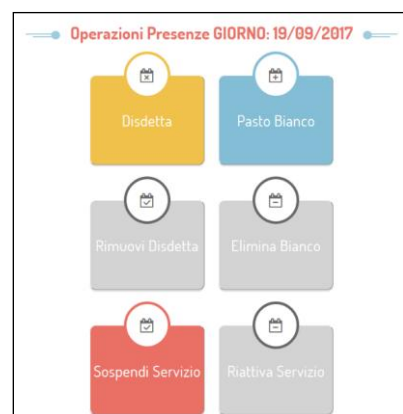 Operazioni Presenze GIORNO: 19/09/2017
Disdetta
Pasto Bianco
Rimuovi Disdetta
Elimina Bianco
Sospendi Servizio
Riattiva Servizio